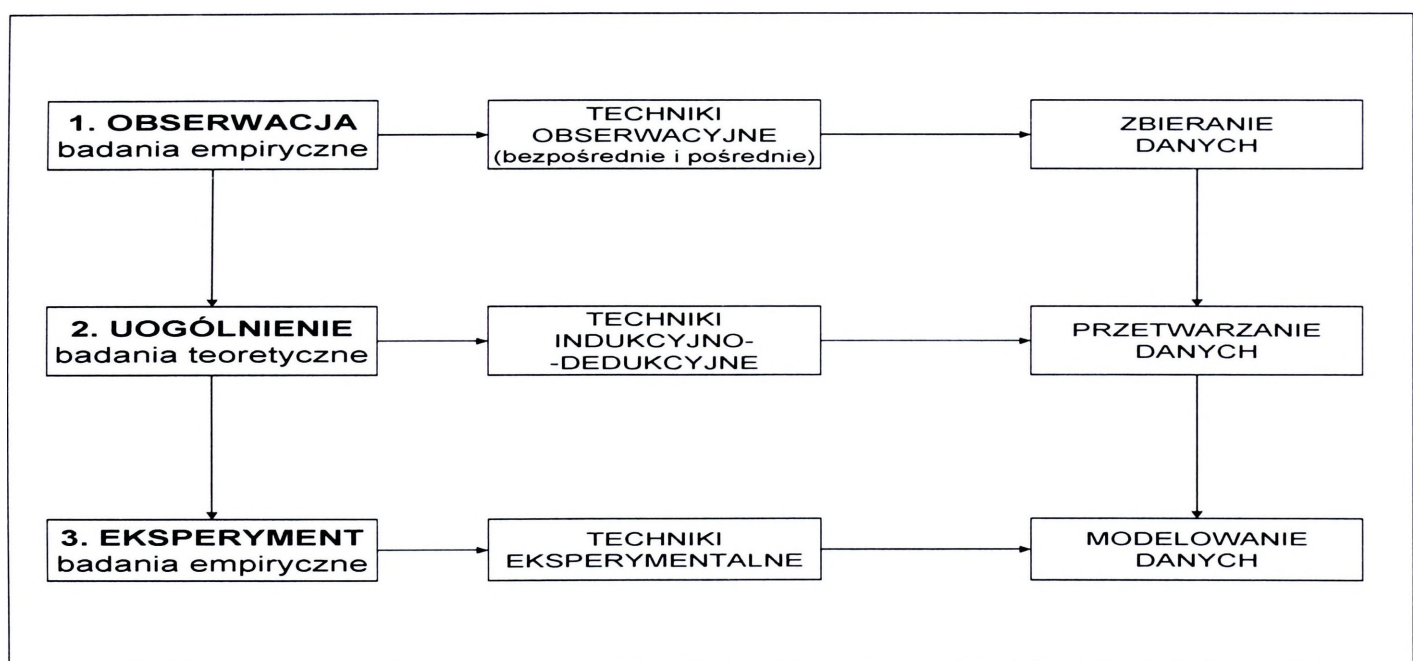 1. OBSERWACJA
badania empiryczne
TECHNIKI
OBSERWACYJNE
(bezpośrednie i pośrednie)
ZBIERANIE
DANYCH
2. UOGÓLNIENIE
badania teoretyczne
TECHNIKI
INDUKCYJNO-
-DEDUKCYJNE
PRZETWARZANIE
DANYCH
3. EKSPERYMENT
badania empiryczne
TECHNIKI
EKSPERYMENTALNE
MODELOWANIE
DANYCH